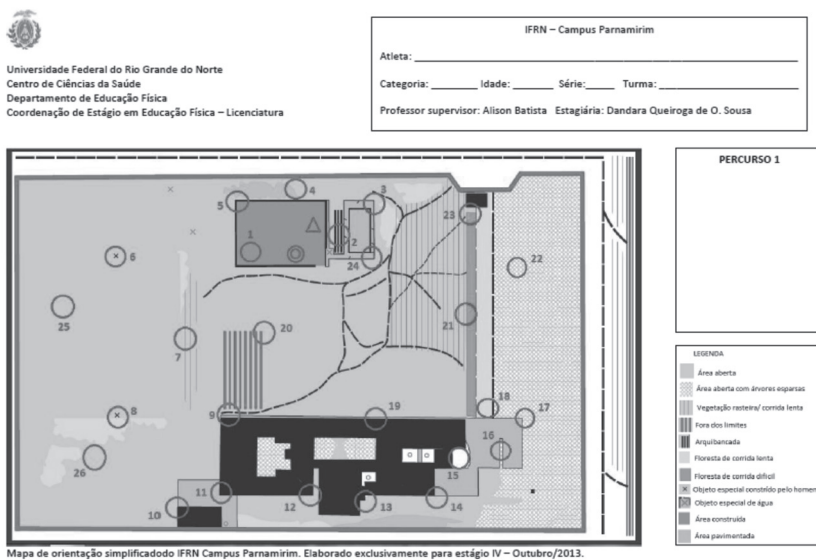 Universidade Federal do Rio Grande do Norte
Centro de Ciências da Saúde
Departamento de Educação Física
Coordenação de Estágio em Educação Física – Licenciatura
IFRN – Campus Parnamirim
Atleta:
Categoria: Idade: Série: Turma:
Professor supervisor: Alison Batista Estagiária: Dandara Queiroga de O. Sousa
PERCURSO 1
4
5
3
23
1
2
24
6
22
25
21
20
7
18
8
9
19
17
16
26
15
11
10
12
13
14
LEGENDA
Área aberta
Área aberta com árvores esparsas
Vegetação rasteira/ corrida lenta
Fora dos limites
Arquibancada
Floresta de corrida lenta
Floresta de corrida difícil
Objeto especial constrído pelo homem
Objeto especial de água
Área construída
Área pavimentada
Mapa de orientação simplificadodo IFRN Campus Parnamirim. Elaborado exclusivamente para estágio IV – Outubro/2013.